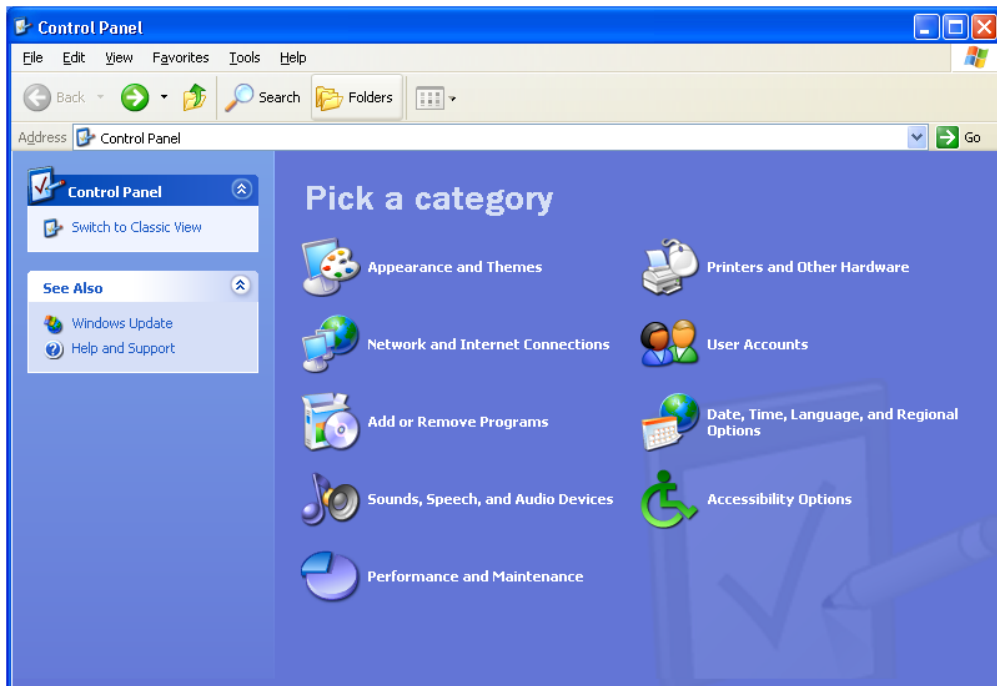 Control Panel
File Edit View Favorites Tools Help
Back Search Folders
Address Control Panel Go
Control Panel
Switch to Classic View
See Also
Windows Update
Help and Support
Pick a category
Appearance and Themes
Printers and Other Hardware
Network and Internet Connections
User Accounts
Add or Remove Programs
Date, Time, Language, and Regional
Options
Sounds, Speech, and Audio Devices
Accessibility Options
Performance and Maintenance